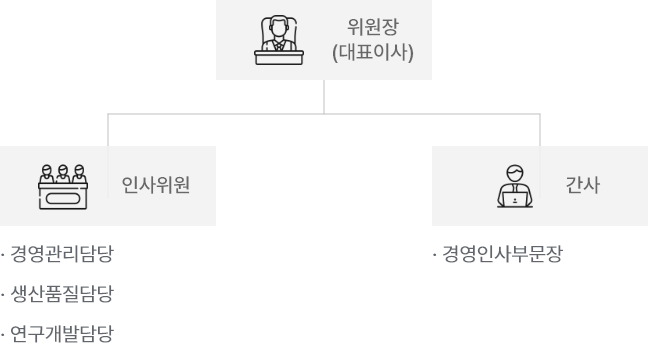 위원장
(대표이사)
인사위원
간사
· 경영관리담당
· 생산품질담당
· 연구개발담당
· 경영인사부문장